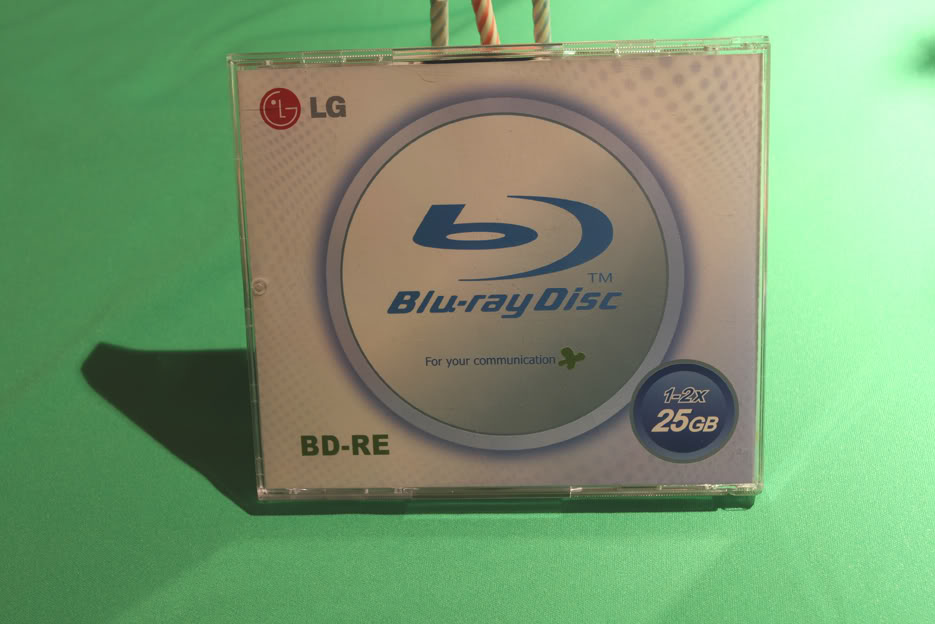 LG
TM
Blu-ray Disc
For your communication
1-2x
25GB
BD-RE